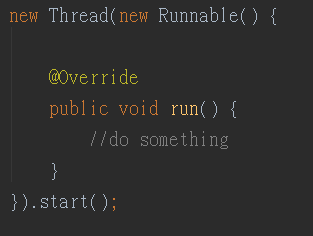 new Thread(new Runnable() {
@Override
public void run() {
//do something
}
}).start();